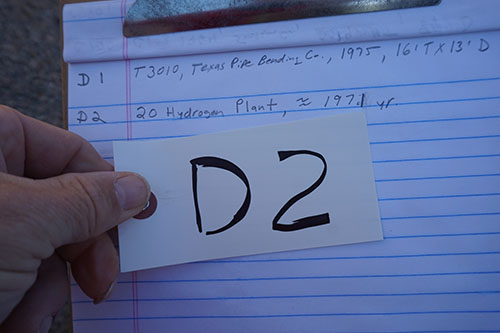 D1 T3010, Texas Pipe Bending Co., 1975, 16'T X 13' D
D2 20 Hydrogen Plant, ≈ 1971 yr.
D2